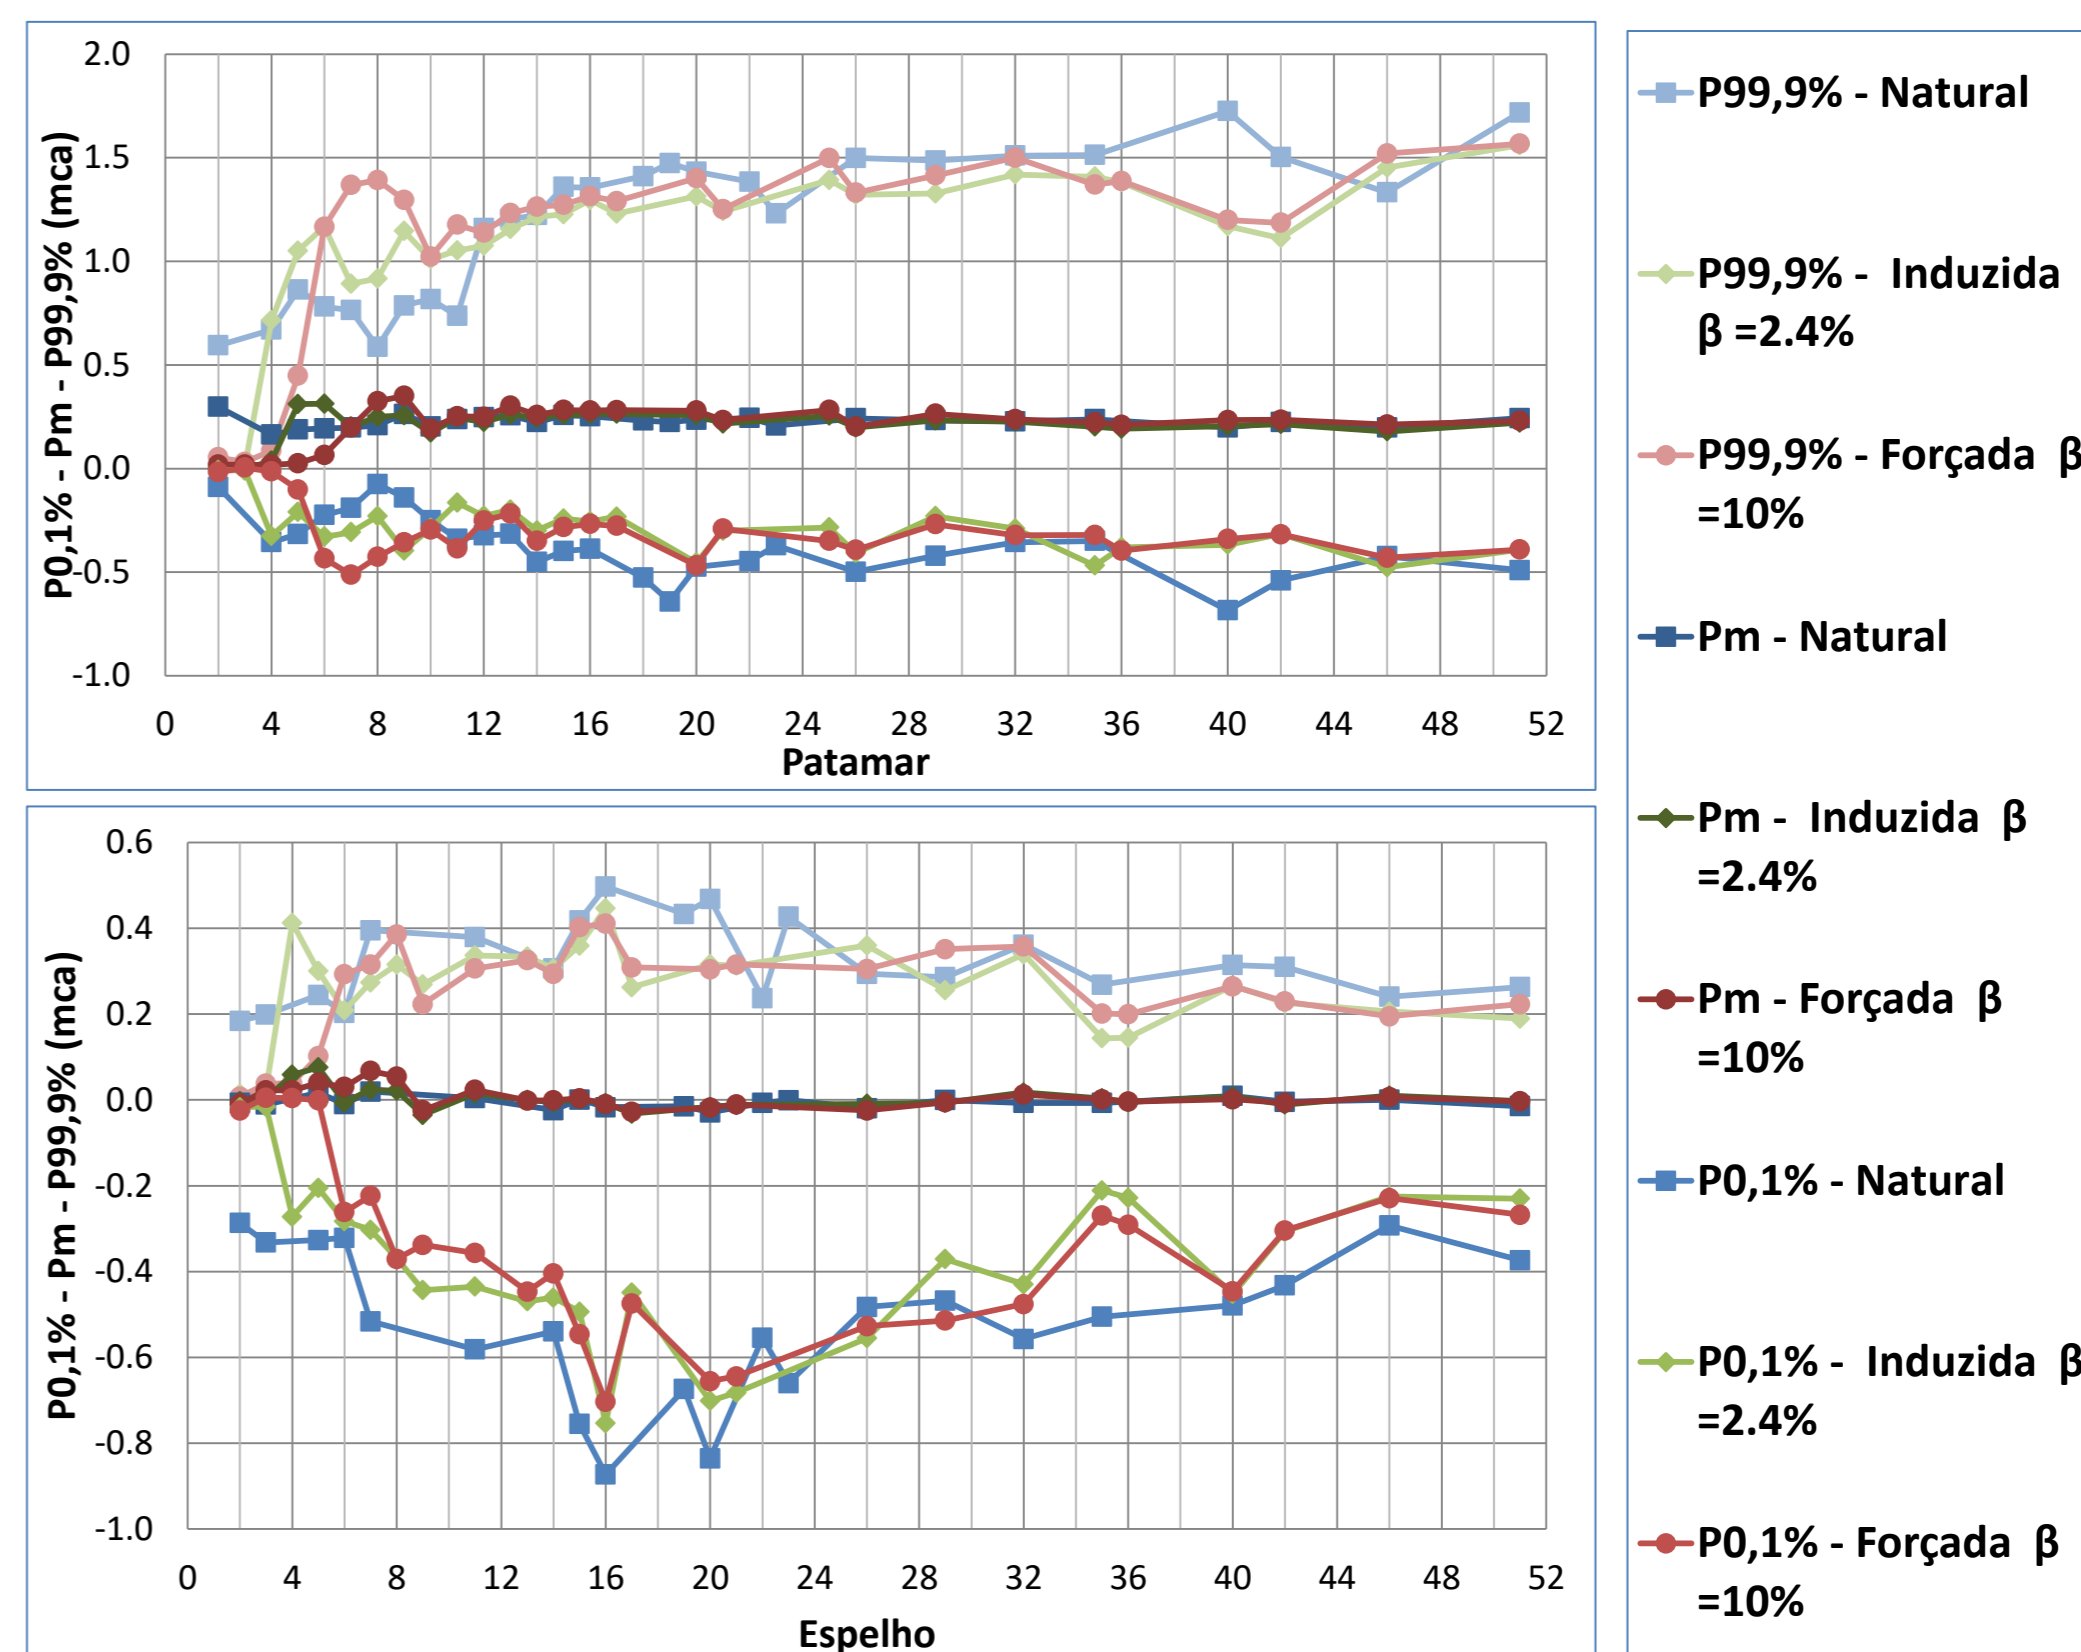 P0,1% - Pm - P99,9% (mca)
2.0
1.5
1.0
0.5
0.0
-0.5
-1.0
0 4 8 12 16 20 24 28 32 36 40 44 48 52
Patamar
P0,1% - Pm - P99,9% (mca)
0.6
0.4
0.2
0.0
-0.2
-0.4
-0.6
-0.8
-1.0
0 4 8 12 16 20 24 28 32 36 40 44 48 52
Espelho
P99,9% - Natural
P99,9% - Induzida
β =2.4%
P99,9% - Forçada β
=10%
Pm - Natural
Pm - Induzida β
=2.4%
Pm - Forçada β
=10%
P0,1% - Natural
P0,1% - Induzida β
=2.4%
P0,1% - Forçada β
=10%